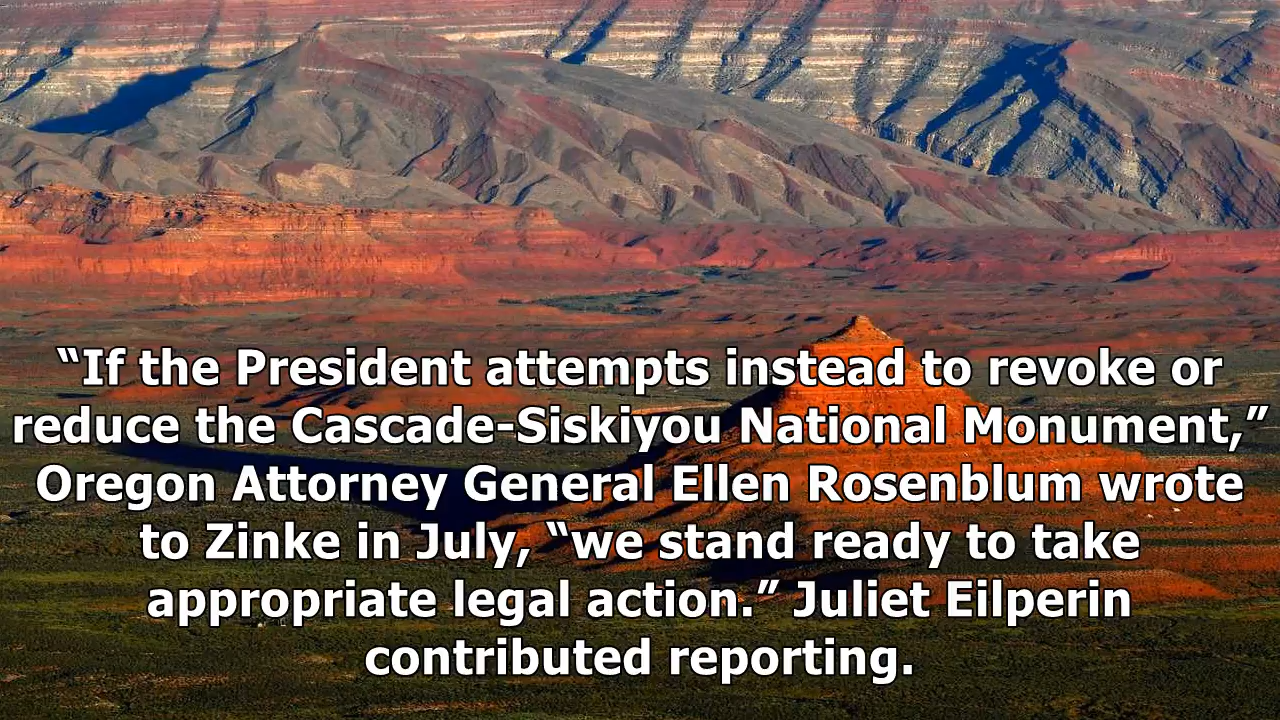 “If the President attempts instead to revoke or
reduce the Cascade-Siskiyou National Monument,”
Oregon Attorney General Ellen Rosenblum wrote
to Zinke in July, “we stand ready to take
appropriate legal action.” Juliet Eilperin
contributed reporting.